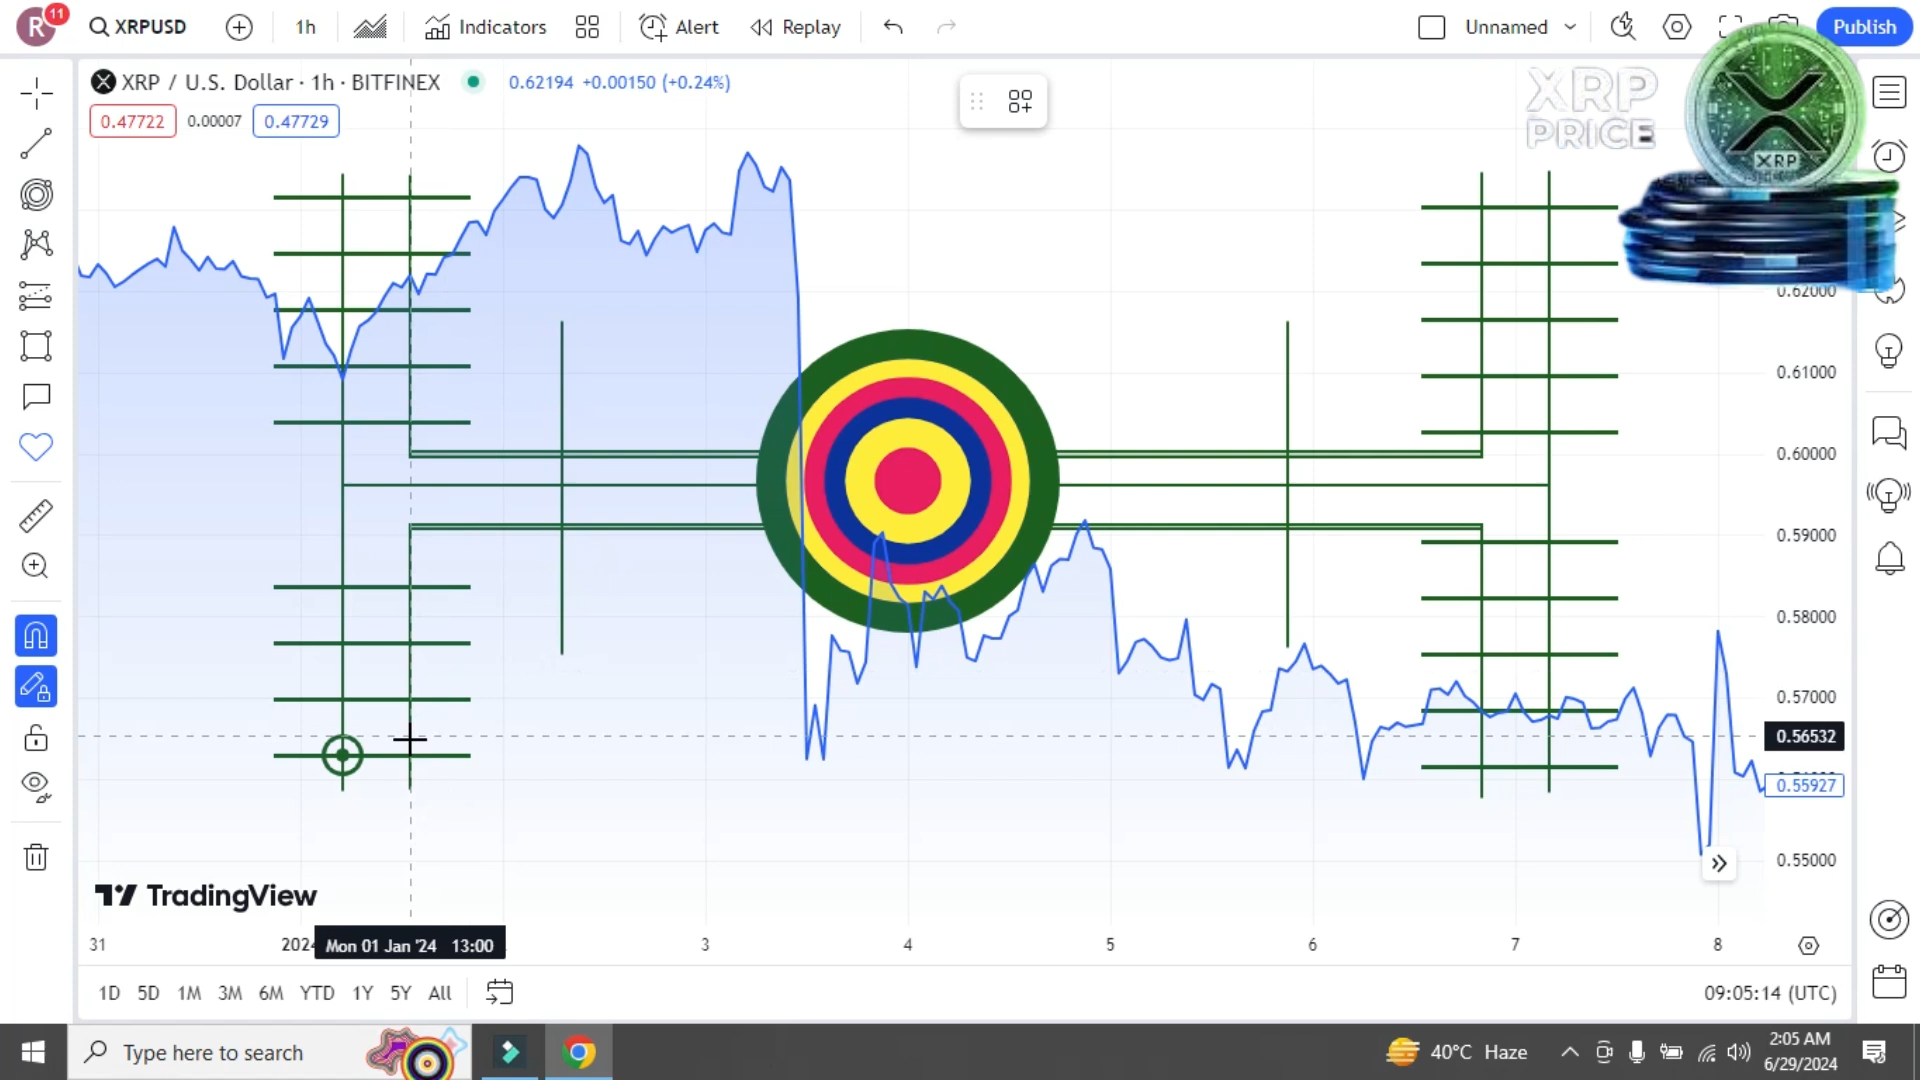 R
11
XRPUSD
1h
Indicators
Alert
Replay
Unnamed
Publish
XRP / U.S. Dollar · 1h · BITFINEX
0.62194 +0.00150 (+0.24%)
0.47722
0.00007
0.47729
XRP
PRICE
XRP
0.62000
0.61000
0.60000
0.59000
0.58000
0.57000
0.56532
0.55927
0.55000
TradingView
31
2024
Mon 01 Jan '24 13:00
3
4
5
6
7
8
1D 5D 1M 3M 6M YTD 1Y 5Y All
09:05:14 (UTC)
Type here to search
40°C Haze
2:05 AM
6/29/2024